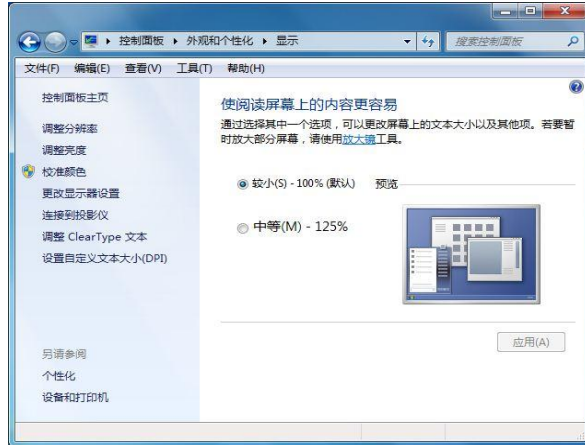 控制面板 ▸ 外观和个性化 ▸ 显示
搜索控制面板
文件(F) 编辑(E) 查看(V) 工具(T) 帮助(H)
控制面板主页
调整分辨率
调整亮度
校准颜色
更改显示器设置
连接到投影仪
调整 ClearType 文本
设置自定义文本大小(DPI)
另请参阅
个性化
设备和打印机
使阅读屏幕上的内容更容易
通过选择其中一个选项，可以更改屏幕上的文本大小以及其他项。若要暂
时放大部分屏幕，请使用放大镜工具。
较小(S) - 100% (默认) 预览
中等(M) - 125%
应用(A)